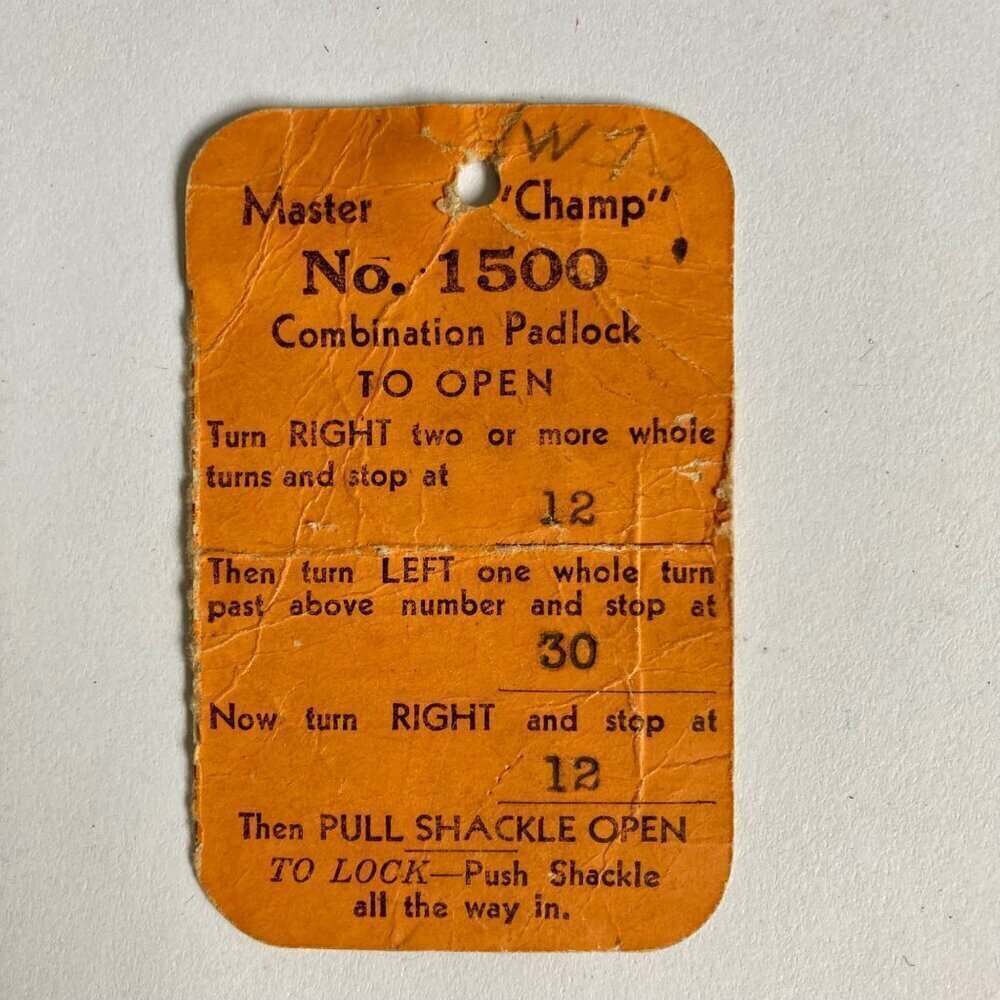 Master "Champ"
No. 1500
Combination Padlock
TO OPEN
Turn RIGHT two or more whole
turns and stop at
12
Then turn LEFT one whole turn
past above number and stop at
30
Now turn RIGHT and stop at
12
Then PULL SHACKLE OPEN
TO LOCK—Push Shackle
all the way in.